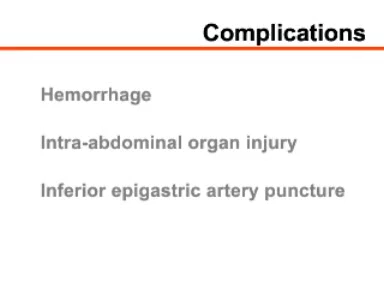 Complications
Hemorrhage
Intra-abdominal organ injury
Inferior epigastric artery puncture